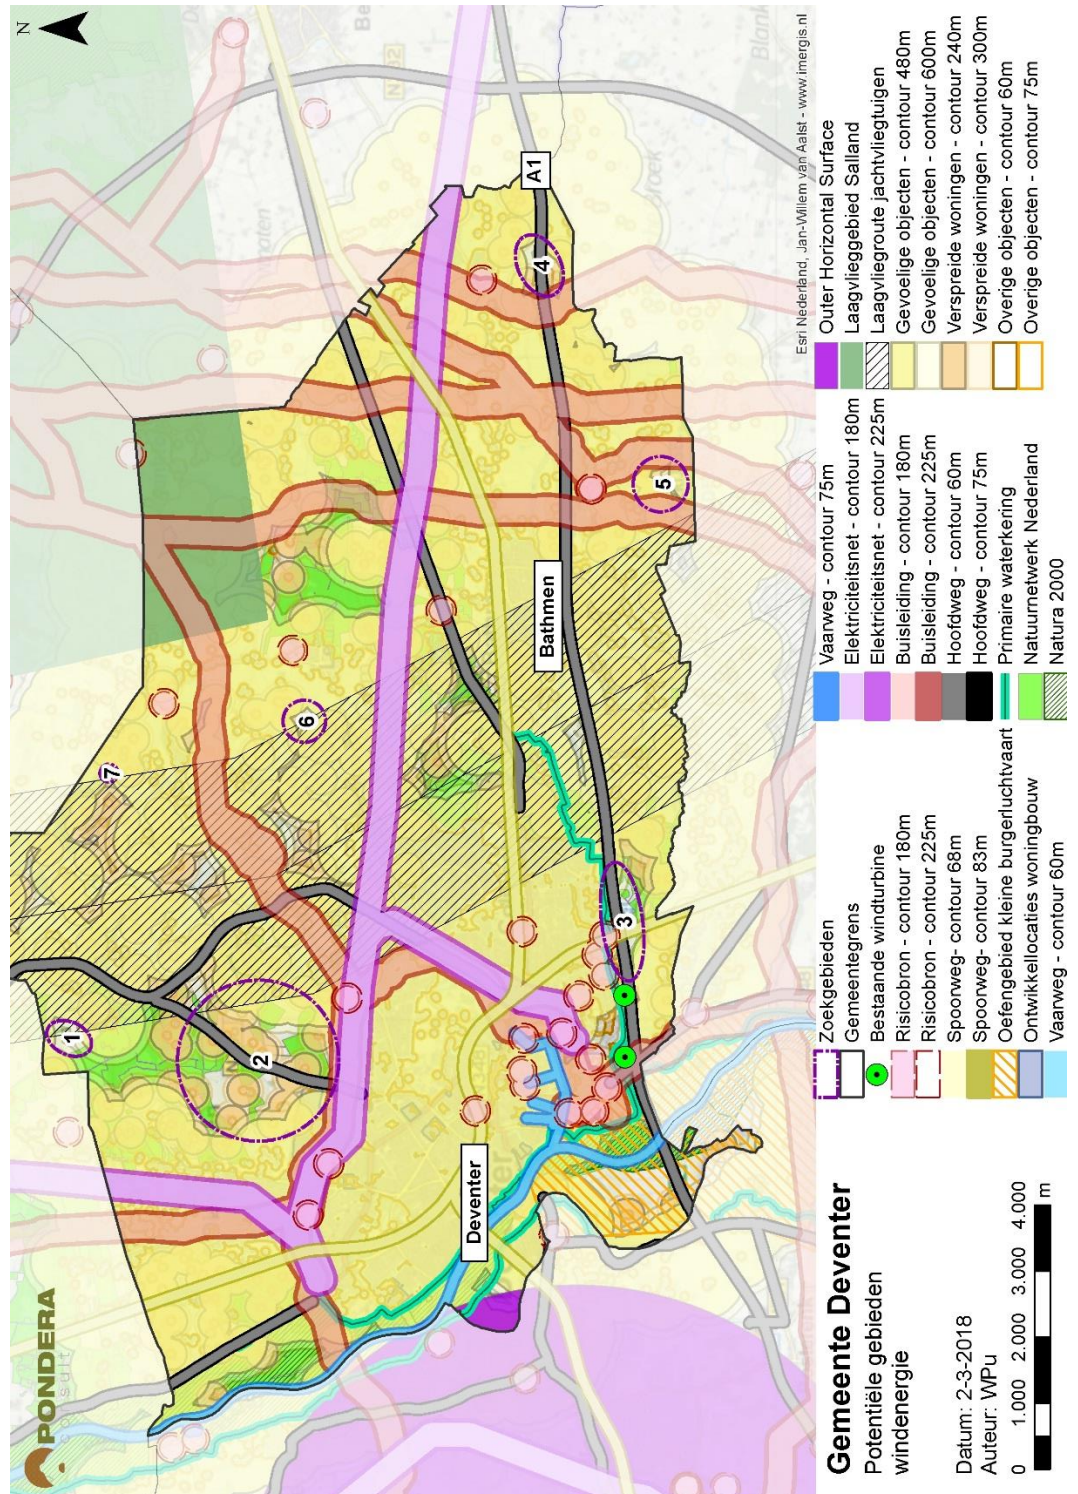 N
PONDERA
consult
N332
1
2
3
4
5
6
7
A1
Bathmen
Deventer
Esri Nederland, Jan-Willem van Aalst - www.imergis.nl
Gemeente Deventer
Potentiële gebieden
windenergie
Datum: 2-3-2018
Auteur: WPu
0 1.000 2.000 3.000 4.000
m
Zoekgebieden
Gemeentegrens
Bestaande windturbine
Risicobron - contour 180m
Risicobron - contour 225m
Spoorweg- contour 68m
Spoorweg- contour 83m
Oefengebied kleine burgerluchtvaart
Ontwikkellocaties woningbouw
Vaarweg - contour 60m
Vaarweg - contour 75m
Elektriciteitsnet - contour 180m
Elektriciteitsnet - contour 225m
Buisleiding - contour 180m
Buisleiding - contour 225m
Hoofdweg - contour 60m
Hoofdweg - contour 75m
Primaire waterkering
Natuurnetwerk Nederland
Natura 2000
Outer Horizontal Surface
Laagvlieggebied Salland
Laagvliegroute jachtvliegtuigen
Gevoelige objecten - contour 480m
Gevoelige objecten - contour 600m
Verspreide woningen - contour 240m
Verspreide woningen - contour 300m
Overige objecten - contour 60m
Overige objecten - contour 75m